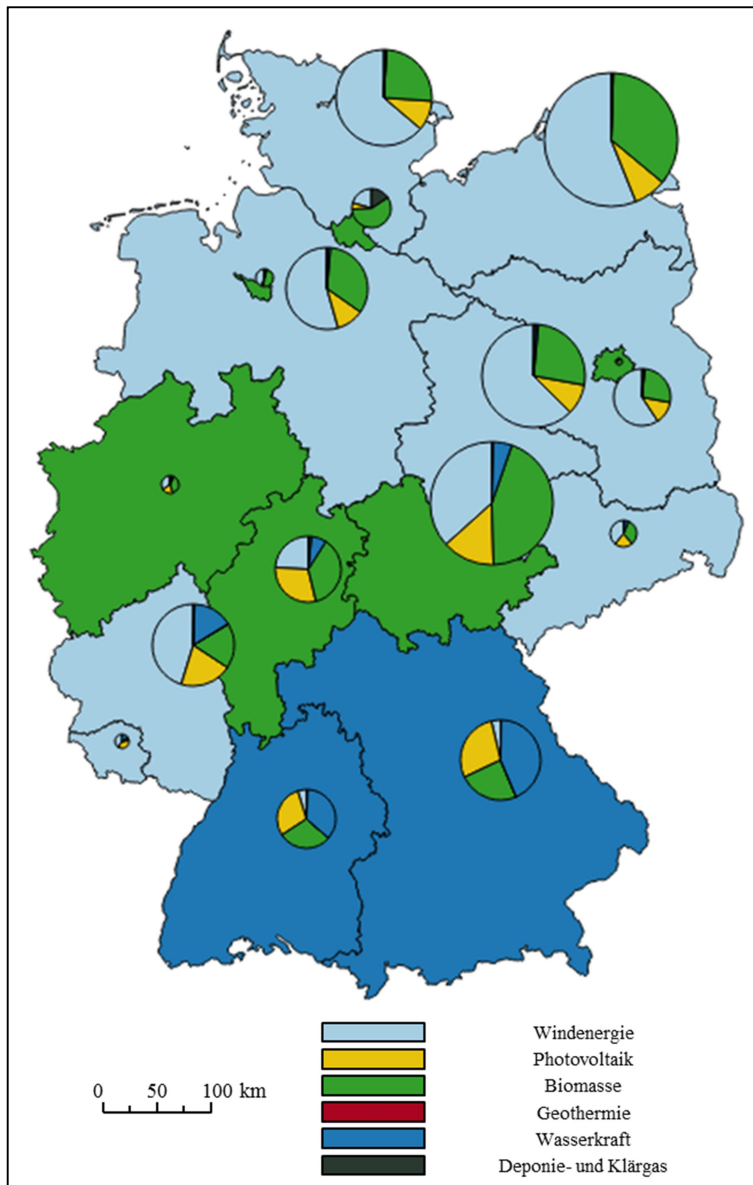 Windenergie
Photovoltaik
Biomasse
Geothermie
Wasserkraft
Deponie- und Klärgas
0 50 100 km